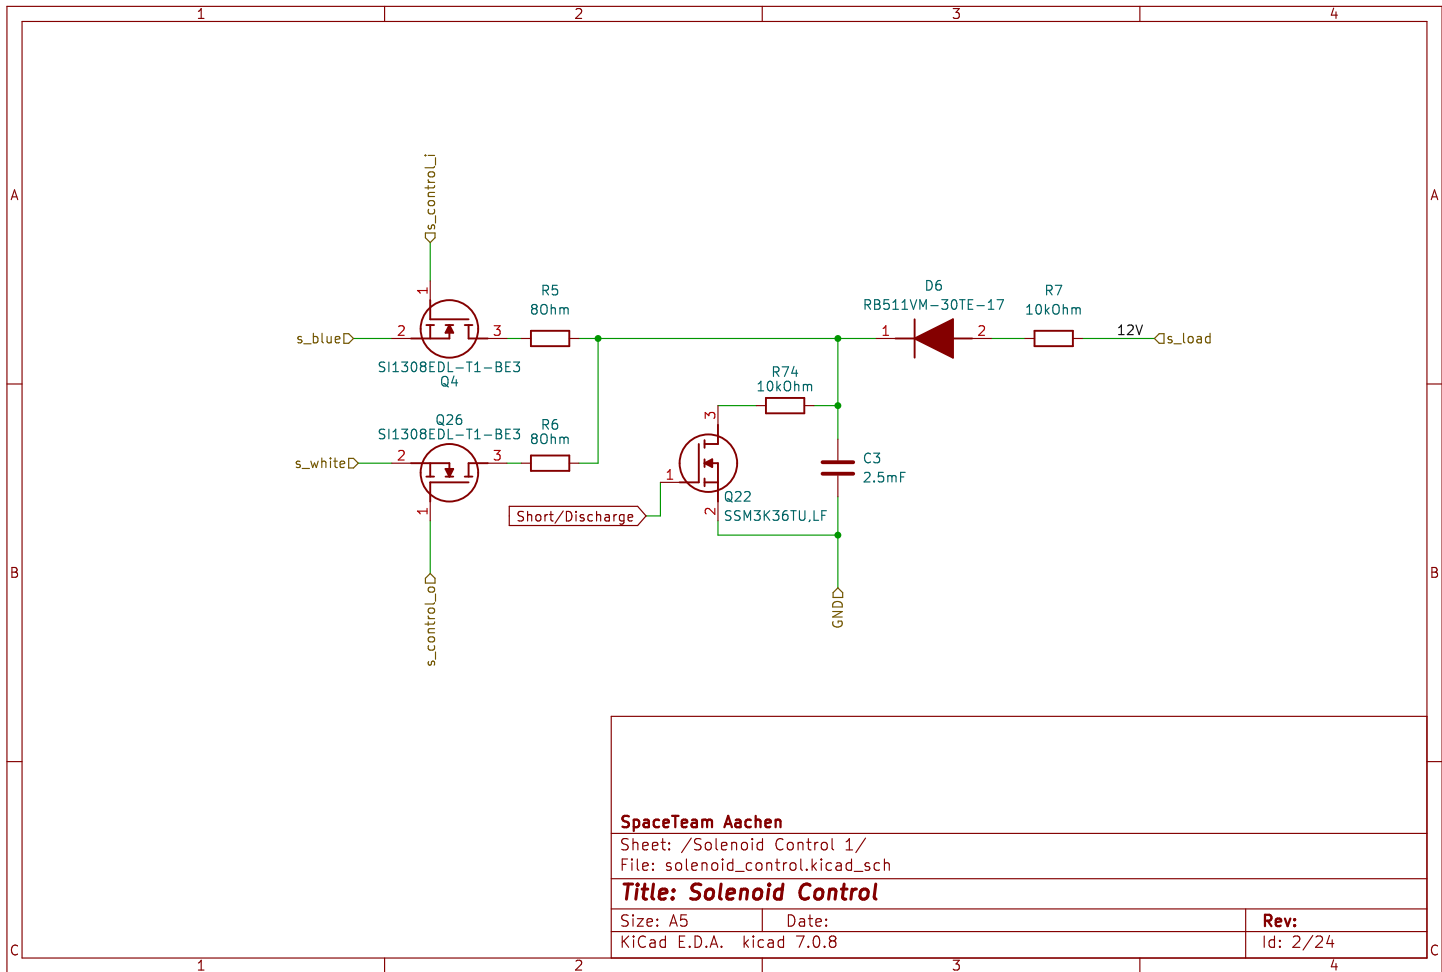 1 2 3 4
A A
B B
C C
s_control_i
1
s_blue
2 3
SI1308EDL-T1-BE3
Q4
R5
8Ohm
D6
RB511VM-30TE-17
1 2
R7
10kOhm
12V
s_load
R74
10kOhm
Q26
SI1308EDL-T1-BE3
s_white
2 3
1
R6
8Ohm
s_control_o
3
1
2
Q22
SSM3K36TU,LF
Short/Discharge
C3
2.5mF
GND
SpaceTeam Aachen
Sheet: /Solenoid Control 1/
File: solenoid_control.kicad_sch
Title: Solenoid Control
Size: A5 Date: Rev:
KiCad E.D.A. kicad 7.0.8 Id: 2/24
1 2 3 4